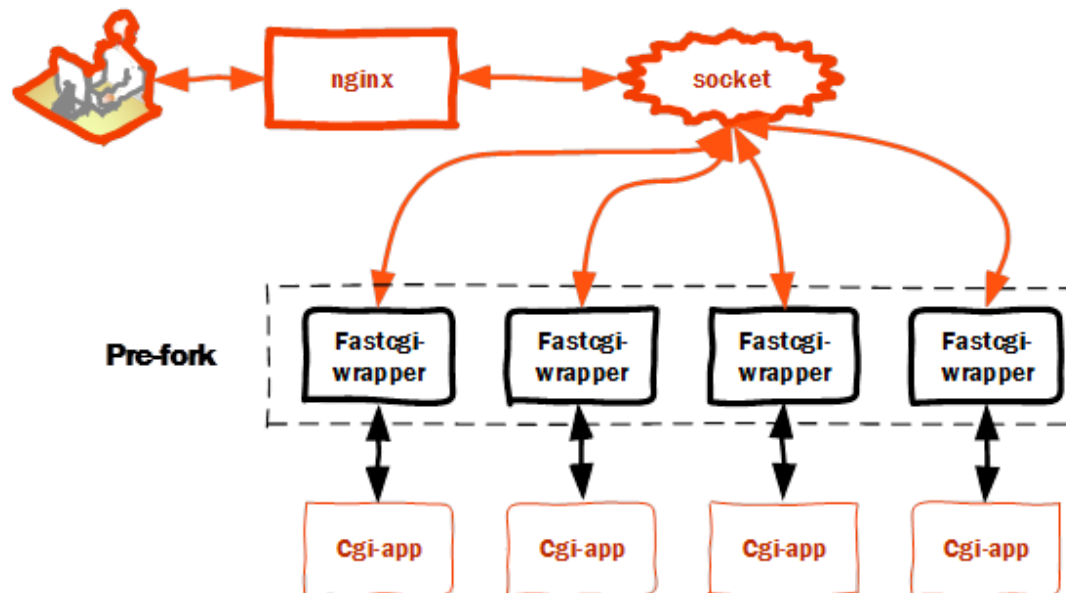 nginx
socket
Pre-fork
Fastcgi-
wrapper
Fastcgi-
wrapper
Fastcgi-
wrapper
Fastcgi-
wrapper
Cgi-app
Cgi-app
Cgi-app
Cgi-app